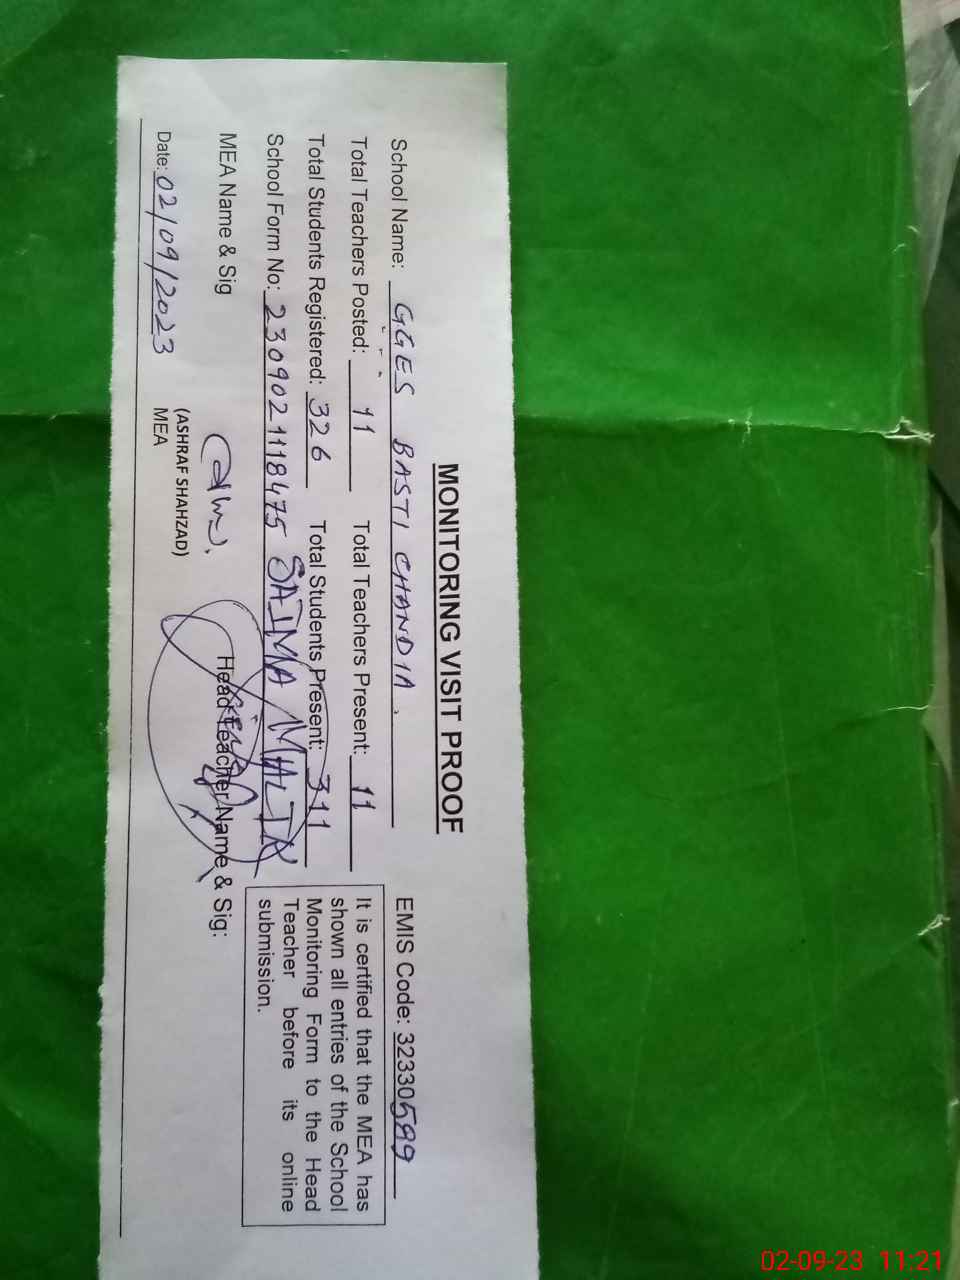 MONITORING VISIT PROOF
School Name: GGES BASTI CHANDIA. EMIS Code: 32330599
Total Teachers Posted: 11 Total Teachers Present: 11
Total Students Registered: 326 Total Students Present: 311
School Form No: 2309021118475 SAIMA MALIK
It is certified that the MEA has
shown all entries of the School
Monitoring Form to the Head
Teacher before its online
submission.
MEA Name & Sig Head Teacher Name & Sig:
(ASHRAF SHAHZAD)
MEA
Date: 02/09/2023
02-09-23 11:21